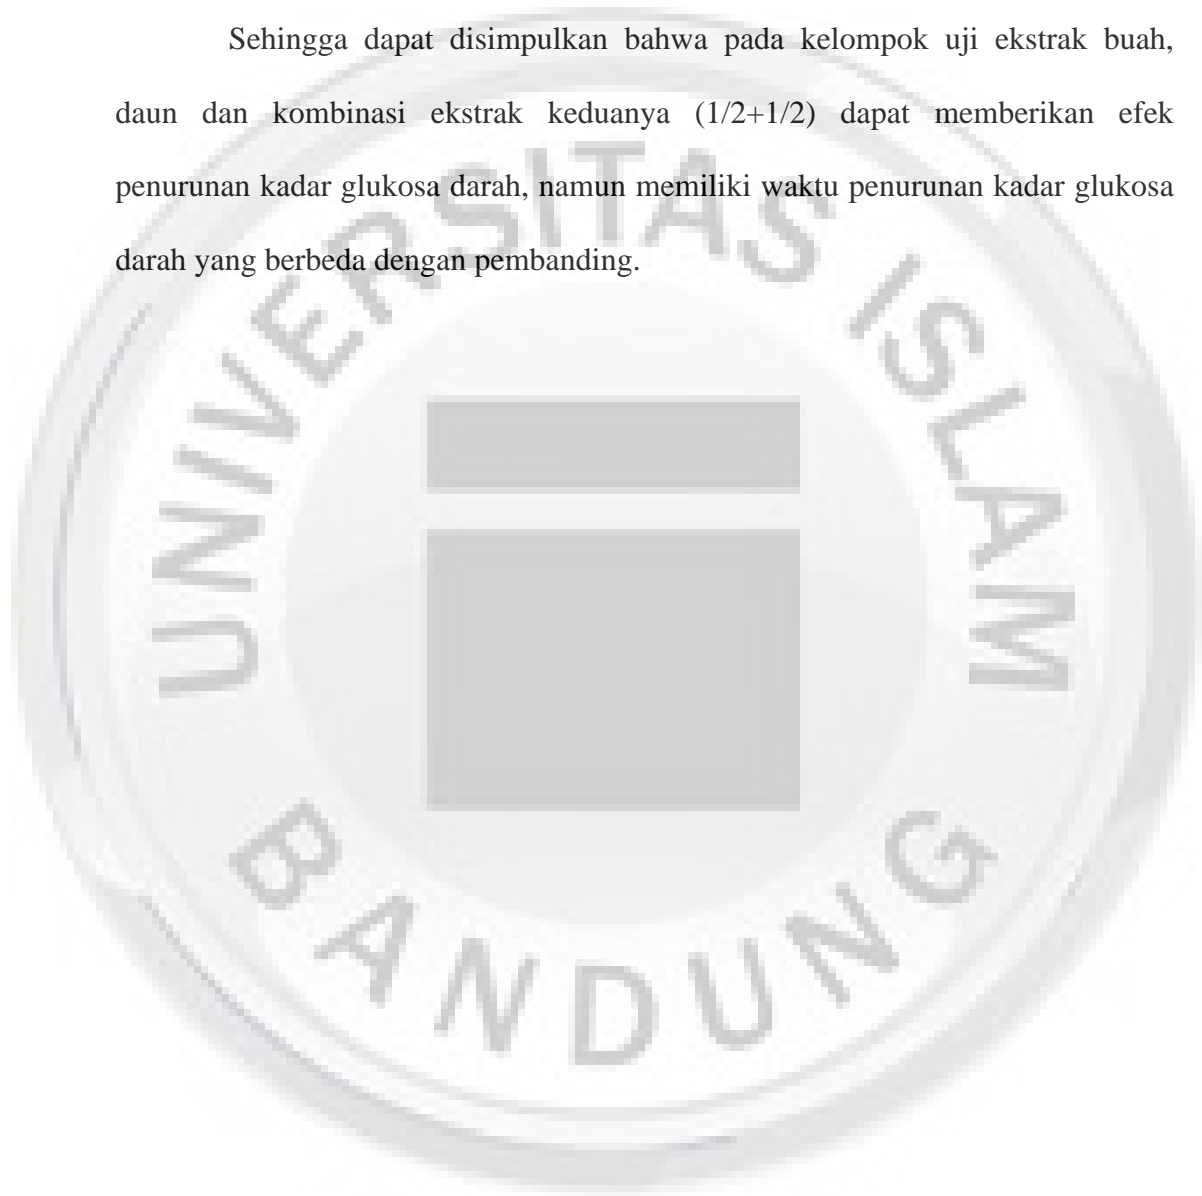 Sehingga dapat disimpulkan bahwa pada kelompok uji ekstrak buah,
daun dan kombinasi ekstrak keduanya (1/2+1/2) dapat memberikan efek
penurunan kadar glukosa darah, namun memiliki waktu penurunan kadar glukosa
darah yang berbeda dengan pembanding.
UNIVERSITAS ISLAM
BANDUNG